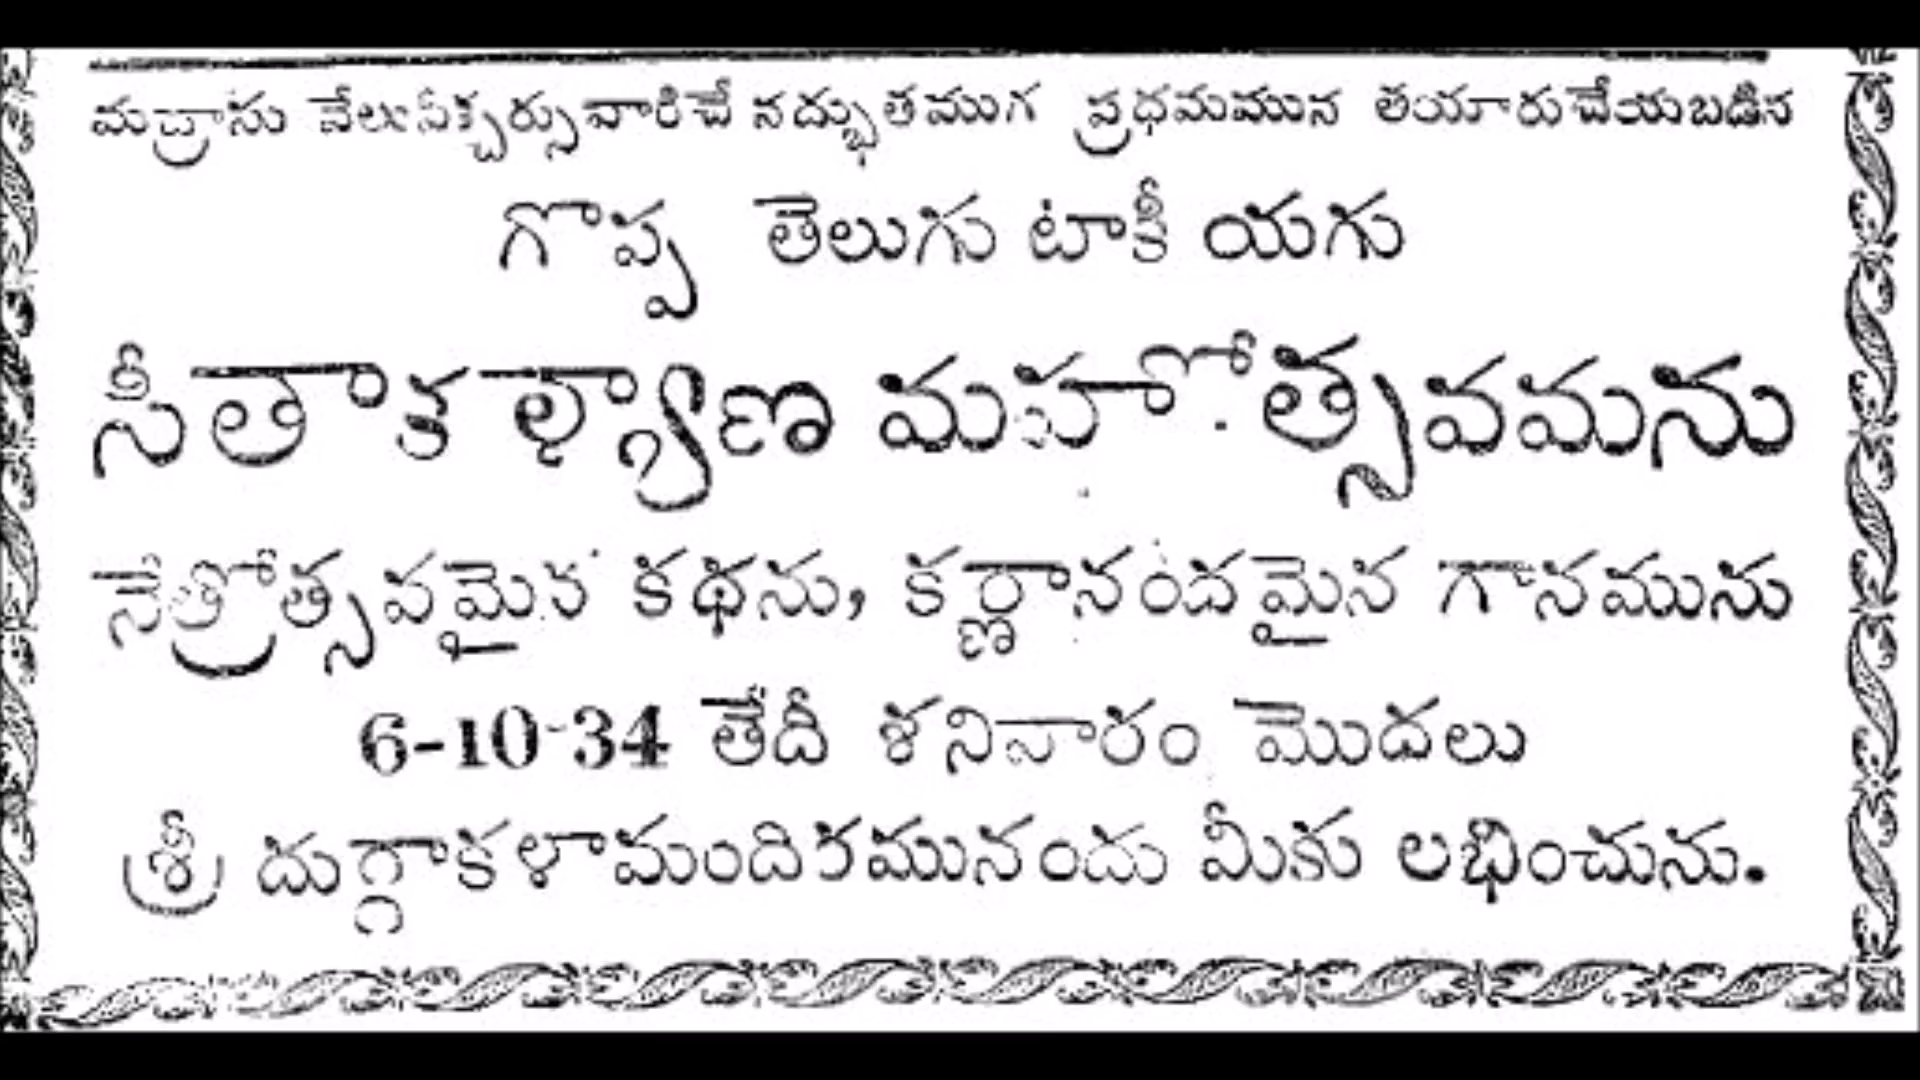 మద్రాసు వేలుపిక్చర్సువారిచే నద్భుతముగ ప్రధమమున తయారుచేయబడిన
గొప్ప తెలుగు టాకీ యగు
సీతాకళ్యాణ మహోత్సవమును
నేత్రోత్సవమైన కథను, కర్ణానందమైన గానమును
6-10-34 తేదీ శనివారం మొదలు
శ్రీ దుర్గాకళామందిరమునందు మీకు లభించును.